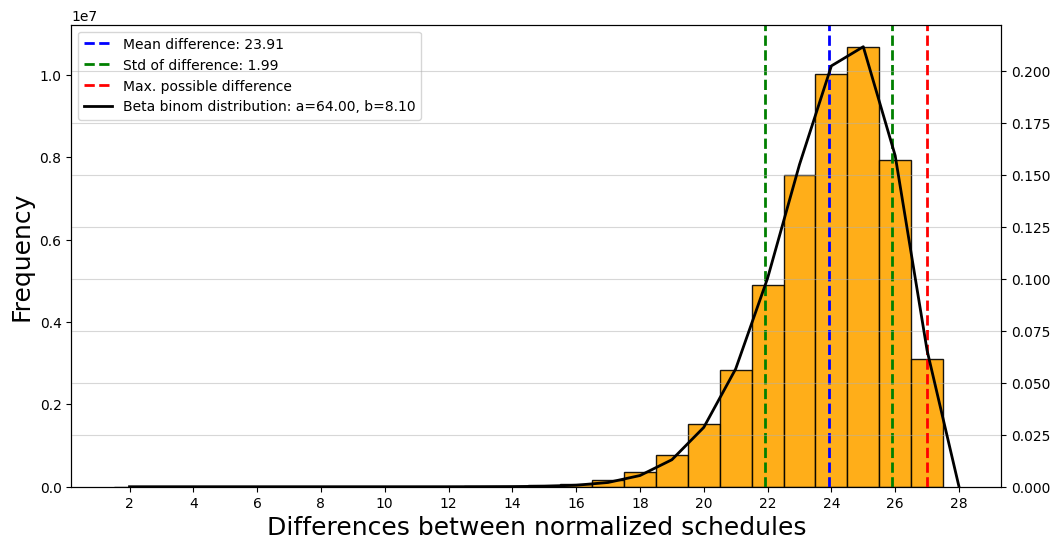 1e7
Mean difference: 23.91
Std of difference: 1.99
Max. possible difference
Beta binom distribution: a=64.00, b=8.10
Frequency
1.0
0.8
0.6
0.4
0.2
0.0
0.200
0.175
0.150
0.125
0.100
0.075
0.050
0.025
0.000
2 4 6 8 10 12 14 16 18 20 22 24 26 28
Differences between normalized schedules